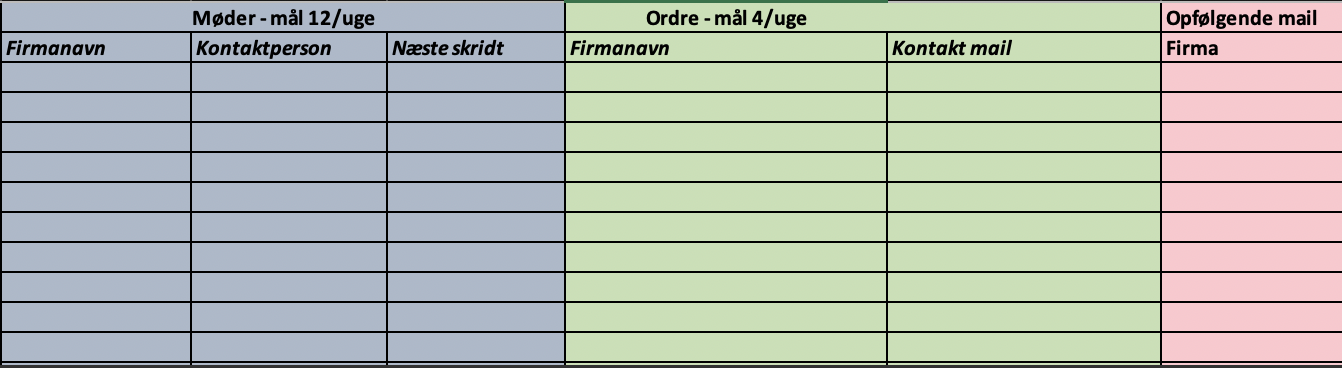 Møder - mål 12/uge Ordre - mål 4/uge Opfølgende mail
Firmanavn Kontaktperson Næste skridt Firmanavn Kontakt mail Firma